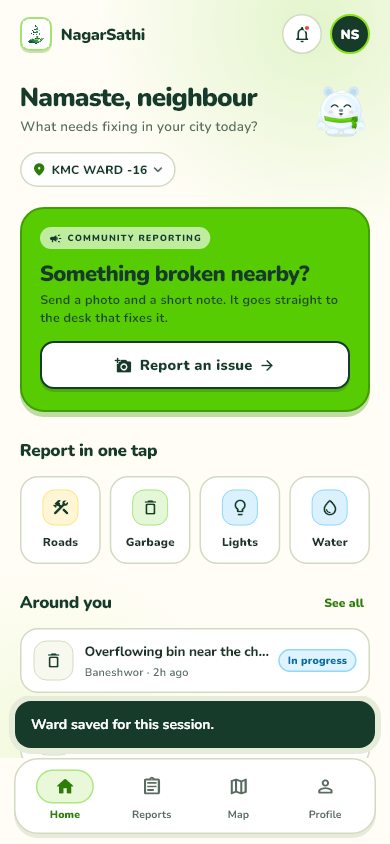 NagarSathi
NS
Namaste, neighbour
What needs fixing in your city today?
KMC WARD -16
COMMUNITY REPORTING
Something broken nearby?
Send a photo and a short note. It goes straight to
the desk that fixes it.
Report an issue
Report in one tap
Roads
Garbage
Lights
Water
Around you
See all
Overflowing bin near the ch...
In progress
Baneshwor · 2h ago
Ward saved for this session.
Home
Reports
Map
Profile